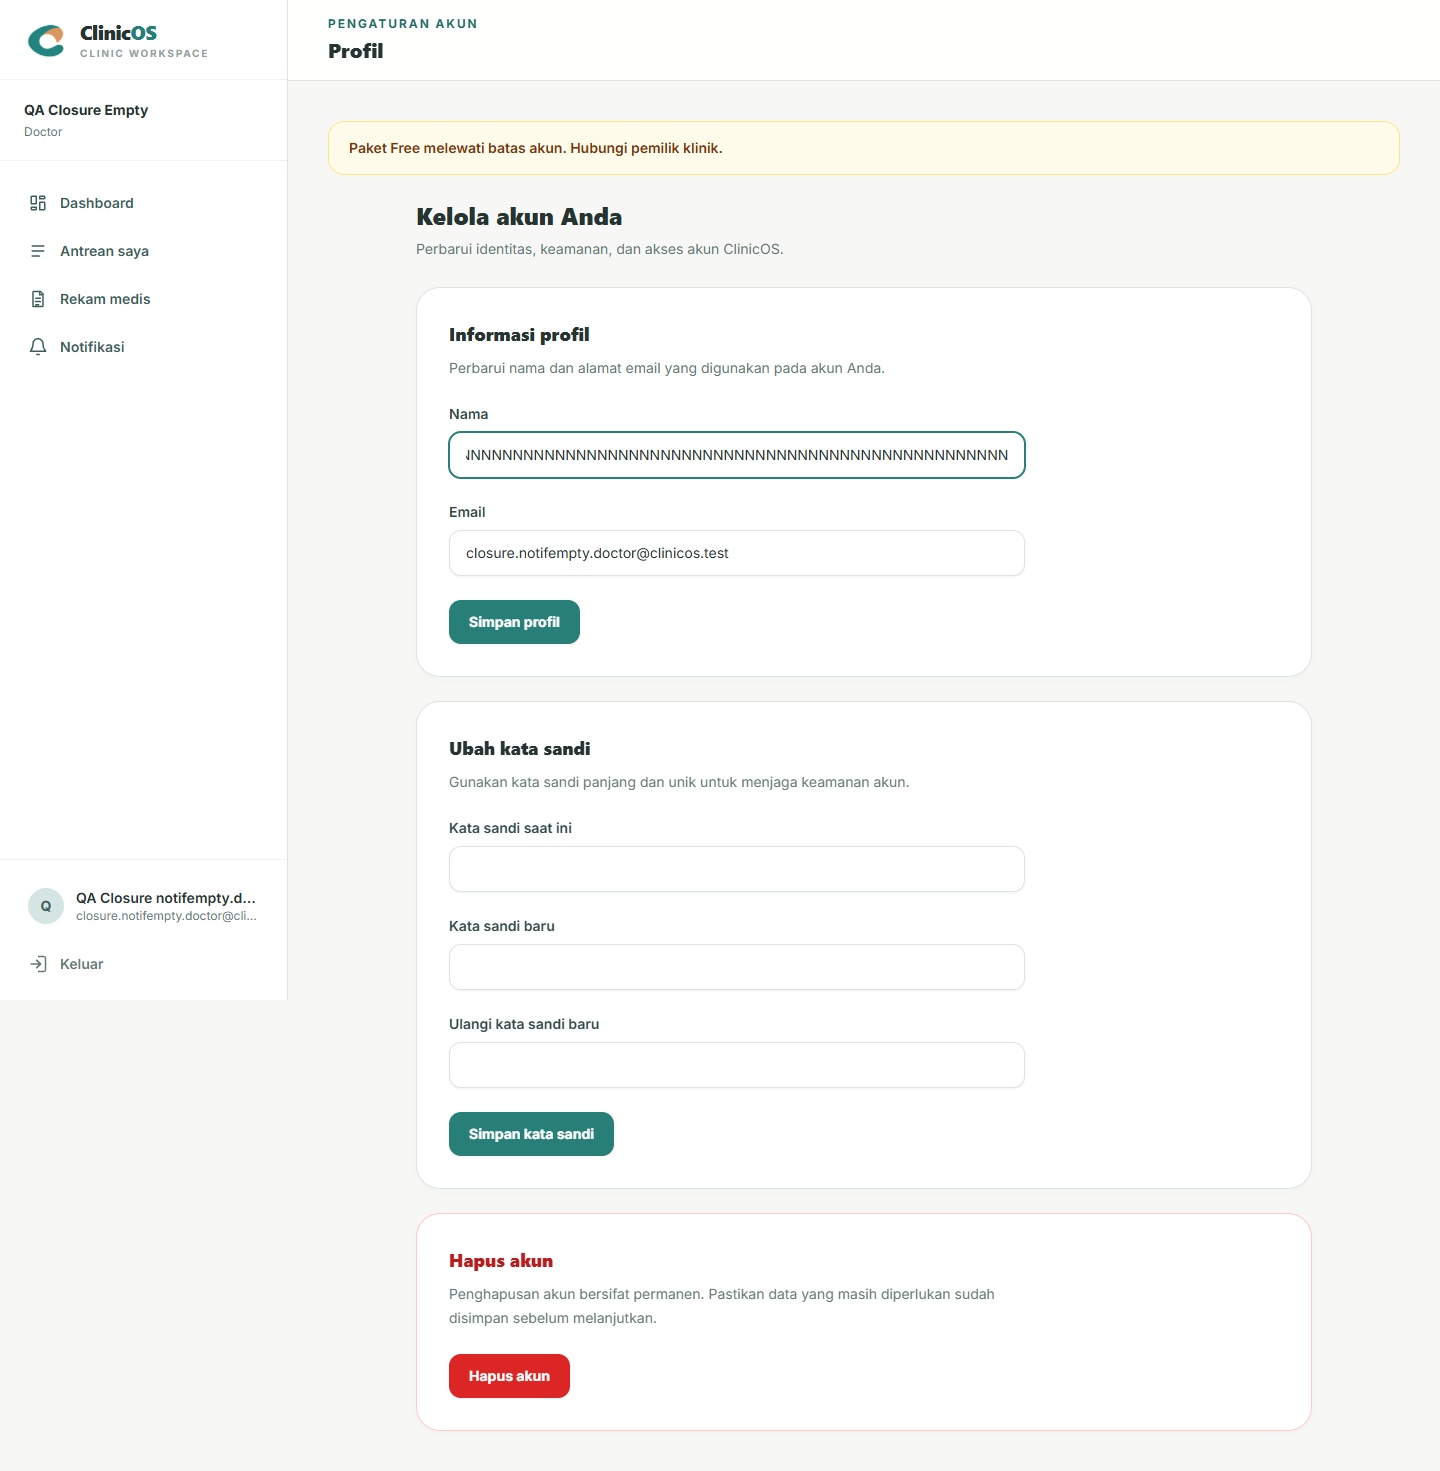 ClinicOS
CLINIC WORKSPACE
QA Closure Empty
Doctor
Dashboard
Antrean saya
Rekam medis
Notifikasi
QA Closure notifempty.d...
closure.notifempty.doctor@cli...
Q
Keluar
PENGATURAN AKUN
Profil
Paket Free melewati batas akun. Hubungi pemilik klinik.
Kelola akun Anda
Perbarui identitas, keamanan, dan akses akun ClinicOS.
Informasi profil
Perbarui nama dan alamat email yang digunakan pada akun Anda.
Nama
NNNNNNNNNNNNNNNNNNNNNNNNNNNNNNNNNNNNNNNNNNNNNNNNNNN
Email
closure.notifempty.doctor@clinicos.test
Simpan profil
Ubah kata sandi
Gunakan kata sandi panjang dan unik untuk menjaga keamanan akun.
Kata sandi saat ini
Kata sandi baru
Ulangi kata sandi baru
Simpan kata sandi
Hapus akun
Penghapusan akun bersifat permanen. Pastikan data yang masih diperlukan sudah
disimpan sebelum melanjutkan.
Hapus akun